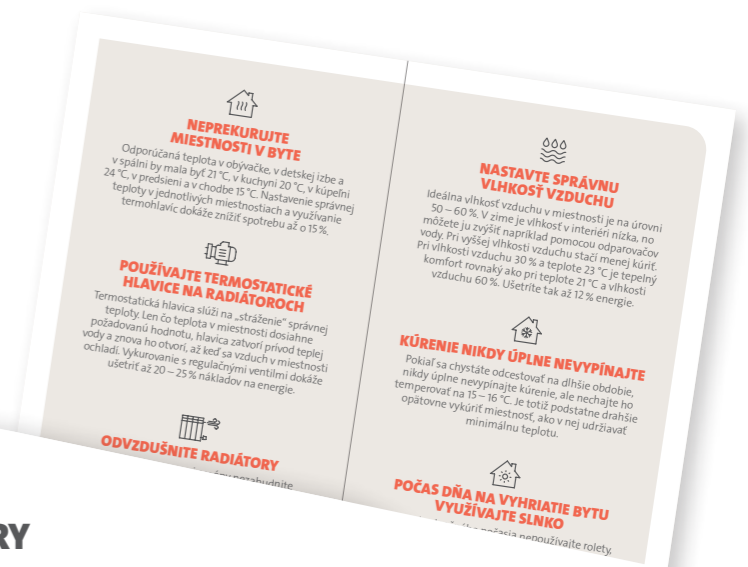 NEPREKURUJTE
MIESTNOSTI V BYTE
Odporúčaná teplota v obývačke, v detskej izbe a
v spálni by mala byť 21 °C, v kuchyni 20 °C, v kúpeľni
24 °C, v predsieni a v chodbe 15 °C. Nastavenie správnej
teploty v jednotlivých miestnostiach a využívanie
termohlavíc dokáže znížiť spotrebu až o 15 %.
POUŽÍVAJTE TERMOSTATICKÉ
HLAVICE NA RADIÁTOROCH
Termostatická hlavica slúži na „stráženie“ správnej
teploty. Len čo teplota v miestnosti dosiahne
požadovanú hodnotu, hlavica zatvorí prívod teplej
vody a znova ho otvorí, až keď sa vzduch v miestnosti
ochladí. Vykurovanie s regulačnými ventilmi dokáže
ušetriť až 20 – 25 % nákladov na energie.
ODVZDUŠNITE RADIÁTORY
nezabudnite
NASTAVTE SPRÁVNU
VLHKOSŤ VZDUCHU
Ideálna vlhkosť vzduchu v miestnosti je na úrovni
50 – 60 %. V zime je vlhkosť v interiéri nízka, no
môžete ju zvýšiť napríklad pomocou odparovačov
vody. Pri vyššej vlhkosti vzduchu stačí menej kúriť.
Pri vlhkosti vzduchu 30 % a teplote 23 °C je tepelný
komfort rovnaký ako pri teplote 21 °C a vlhkosti
vzduchu 60 %. Ušetríte tak až 12 % energie.
KÚRENIE NIKDY ÚPLNE NEVYPÍNAJTE
Pokiaľ sa chystáte odcestovať na dlhšie obdobie,
nikdy úplne nevypínajte kúrenie, ale nechajte ho
temperovať na 15 – 16 °C. Je totiž podstatne drahšie
opätovne vykúriť miestnosť, ako v nej udržiavať
minimálnu teplotu.
POČAS DŇA NA VYHRIATIE BYTU
VYUŽÍVAJTE SLNKO
počasia nepoužívajte rolety,
RY